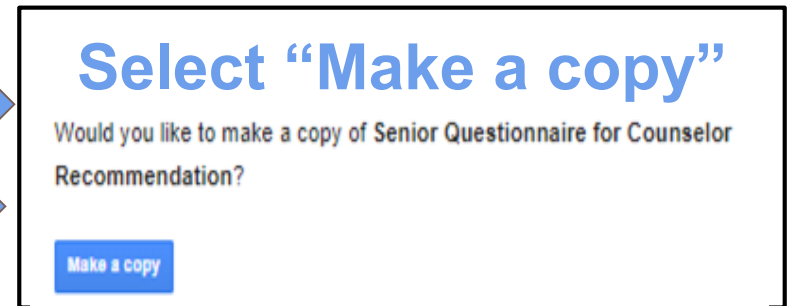 Select “Make a copy”
Would you like to make a copy of Senior Questionnaire for Counselor
Recommendation?
Make a copy